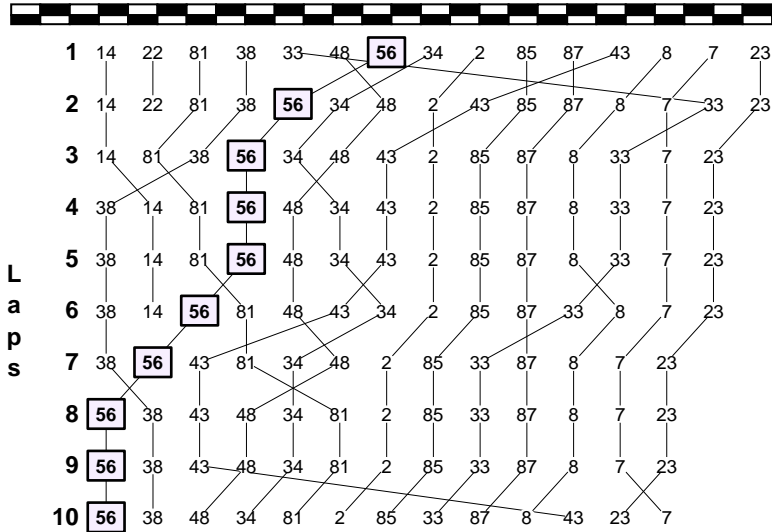 1 14 22 81 38 33 48 56 34 2 85 87 43 8 7 23
2 14 22 81 38 56 34 48 2 43 85 87 8 7 33 23
3 14 81 38 56 34 48 43 2 85 87 8 33 7 23
4 38 14 81 56 48 34 43 2 85 87 8 33 7 23
5 38 14 81 56 48 34 43 2 85 87 8 33 7 23
6 38 14 56 81 48 43 34 2 85 87 33 8 7 23
7 38 56 43 81 34 48 2 85 33 87 8 7 23
8 56 38 43 48 34 81 2 85 33 87 8 7 23
9 56 38 43 48 34 81 2 85 33 87 8 7 23
10 56 38 48 34 81 2 85 33 87 8 43 23 7
Laps